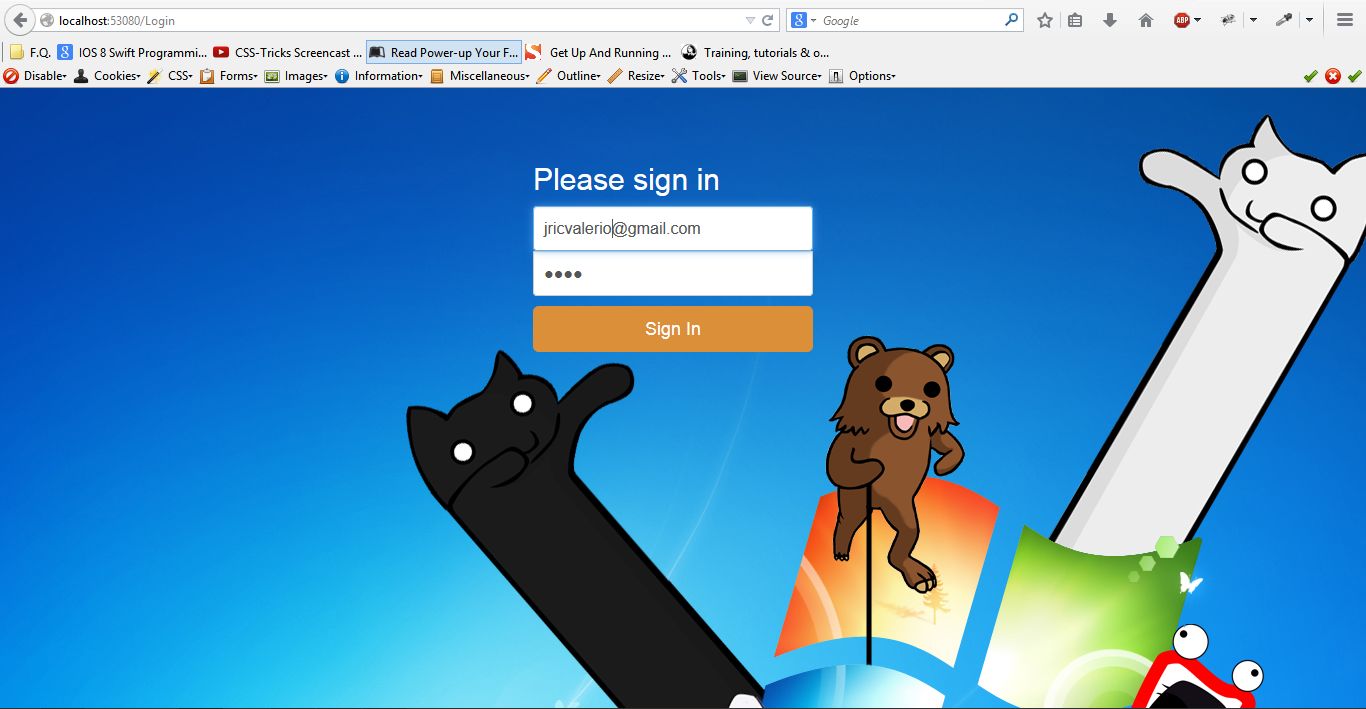 localhost:53080/Login
Google
ABP
F.Q. IOS 8 Swift Programmi... CSS-Tricks Screencast ... Read Power-up Your F... Get Up And Running ... Training, tutorials & o...
Disable Cookies CSS Forms Images Information Miscellaneous Outline Resize Tools View Source Options
Please sign in
jricvalerio@gmail.com
Sign In